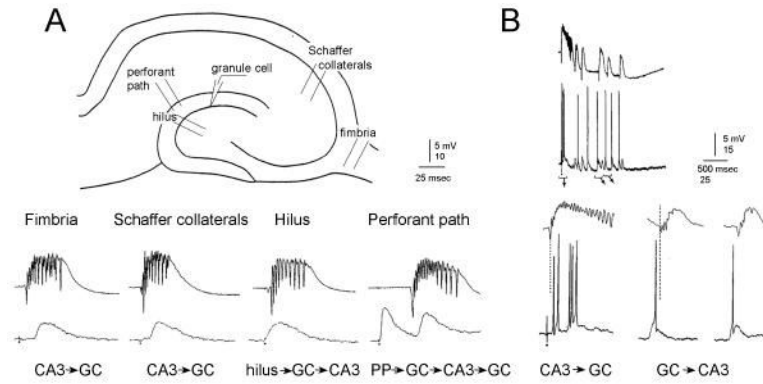 A
B
Schaffer
collaterals
granule cell
perforant
path
hilus
fimbria
5 mV
10
25 msec
5 mV
15
500 msec
25
Fimbria
Schaffer collaterals
Hilus
Perforant path
CA3→GC
CA3→GC
hilus→GC→CA3
PP→GC→CA3→GC
CA3→GC
GC→CA3